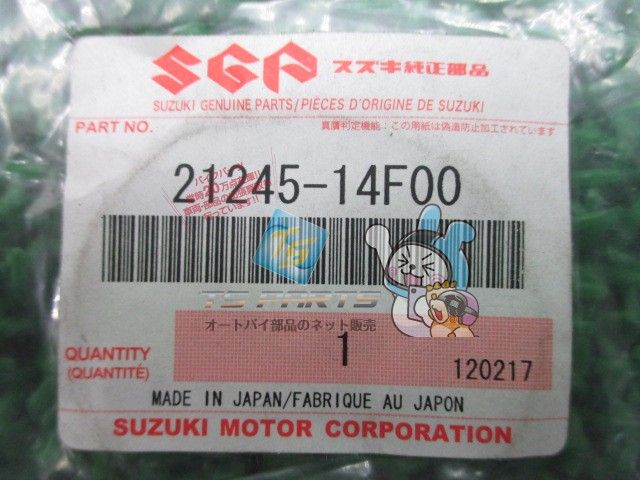 SGP スズキ純正部品
SUZUKI GENUINE PARTS/PIÈCES D'ORIGINE DE SUZUKI
PART NO.
真贋判定機能：この用紙は偽造防止加工されています
21245-14F00
TS PARTS
オートバイ部品のネット販売
QUANTITY
(QUANTITÉ)
1
120217
MADE IN JAPAN/FABRIQUE AU JAPON
SUZUKI MOTOR CORPORATION